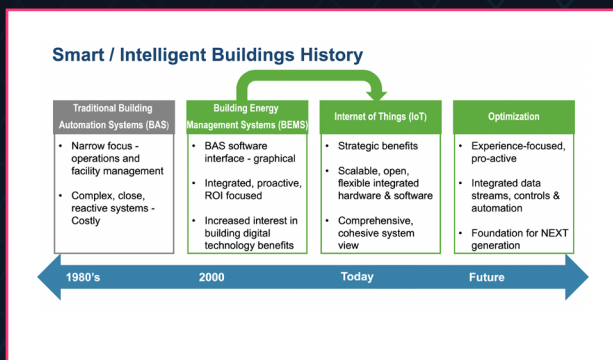 Smart / Intelligent Buildings History
Traditional Building
Automation Systems (BAS)
• Narrow focus -
operations and
facility management
• Complex, close,
reactive systems -
Costly
Building Energy
Management Systems (BEMS)
• BAS software
interface - graphical
• Integrated, proactive,
ROI focused
• Increased interest in
building digital
technology benefits
Internet of Things (IoT)
• Strategic benefits
• Scalable, open,
flexible integrated
hardware & software
• Comprehensive,
cohesive system
view
Optimization
• Experience-focused,
pro-active
• Integrated data
streams, controls &
automation
• Foundation for NEXT
generation
1980's
2000
Today
Future